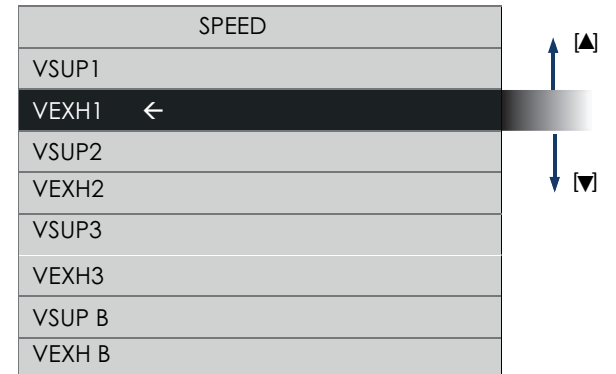 SPEED
[▲]
VSUP1
VEXH1 ←
VSUP2
VEXH2
[▼]
VSUP3
VEXH3
VSUP B
VEXH B